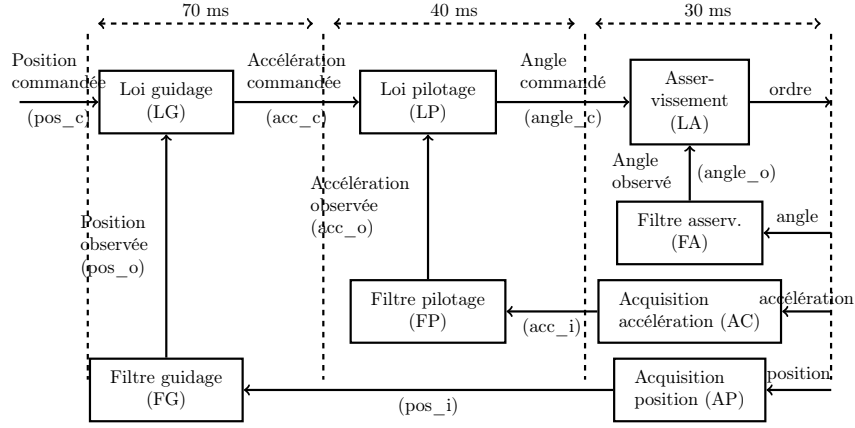 70 ms
40 ms
30 ms
Position
commandée
(pos_c)
Loi guidage
(LG)
Accélération
commandée
(acc_c)
Loi pilotage
(LP)
Angle
commandé
(angle_c)
Asser-
vissement
(LA)
ordre
Position
observée
(pos_o)
Accélération
observée
(acc_o)
Angle
observé
(angle_o)
Filtre asserv.
(FA)
angle
Filtre pilotage
(FP)
(acc_i)
Acquisition
accélération (AC)
accélération
Filtre guidage
(FG)
(pos_i)
Acquisition
position (AP)
position